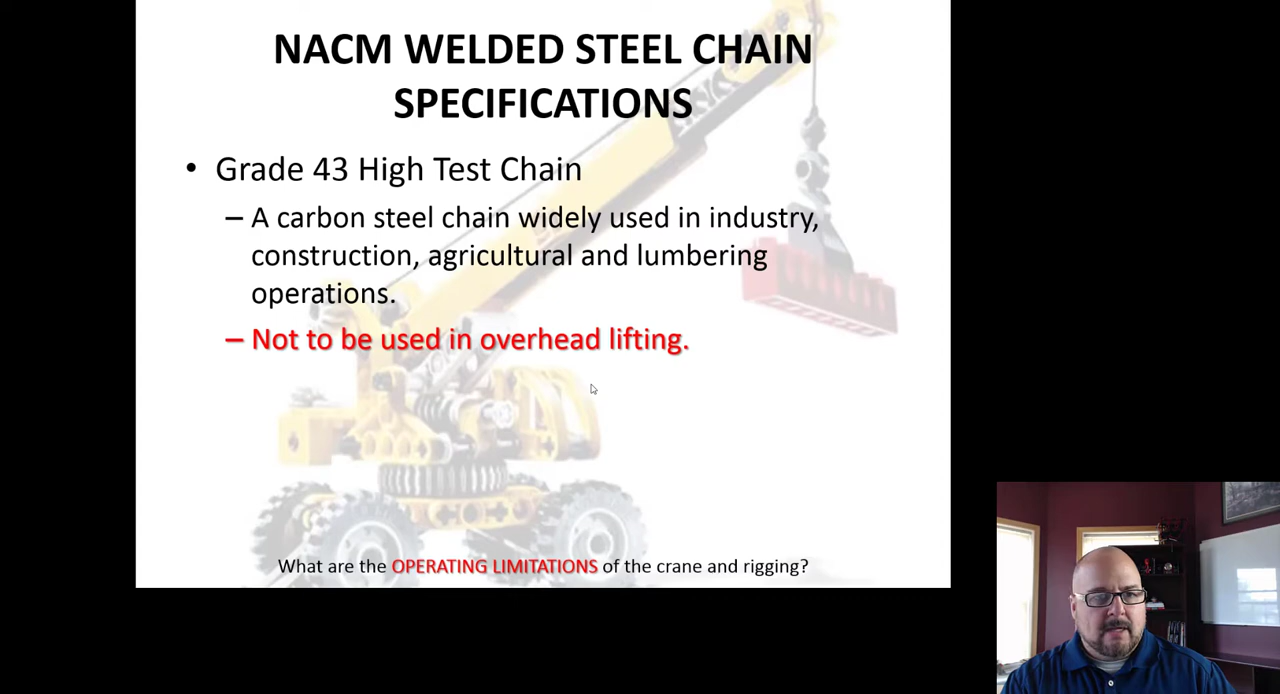 NACM WELDED STEEL CHAIN
SPECIFICATIONS
• Grade 43 High Test Chain
– A carbon steel chain widely used in industry,
construction, agricultural and lumbering
operations.
– Not to be used in overhead lifting.
What are the OPERATING LIMITATIONS of the crane and rigging?